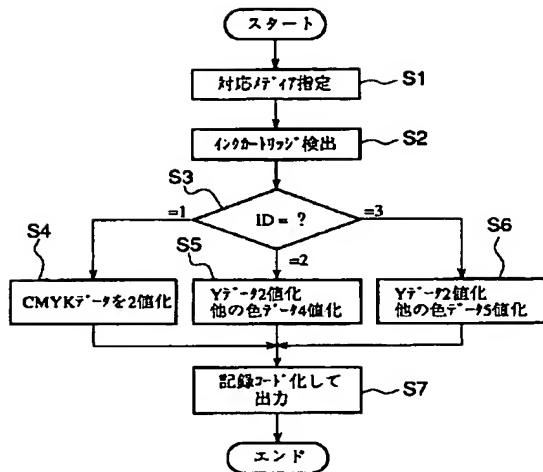 スタート
対応メディア指定
S1
インクカートリッジ検出
S2
S3
ID = ?
=1
=2
=3
S4
CMYKデータを2値化
S5
Yデータ2値化
他の色データ4値化
S6
Yデータ2値化
他の色データ5値化
記録コード化して
出力
S7
エンド